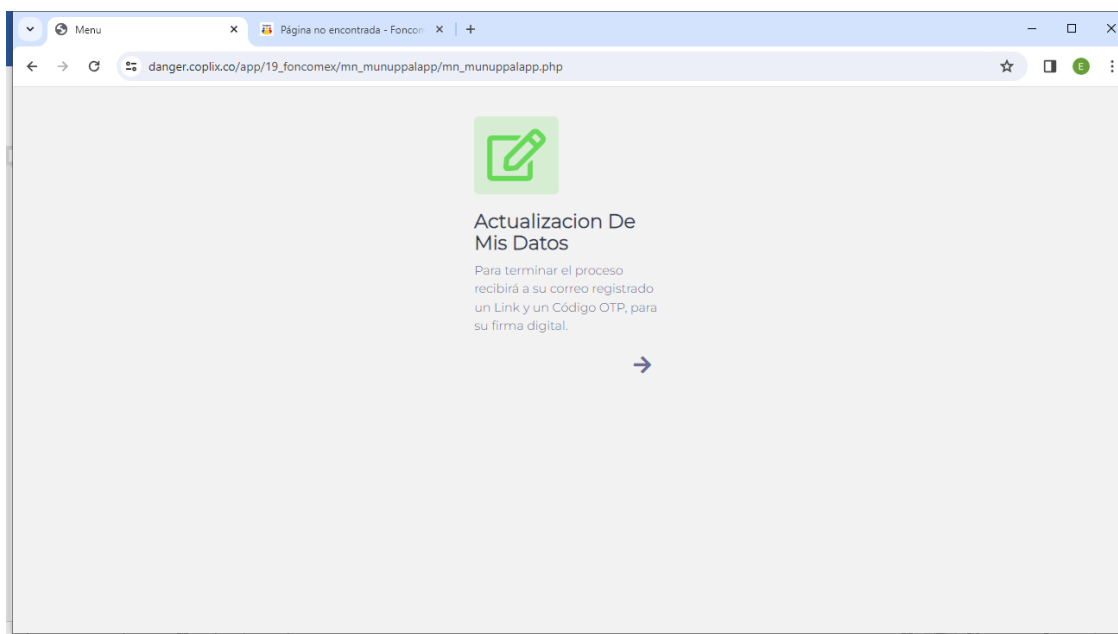 Menu
Página no encontrada - Foncom
danger.coplix.co/app/19_foncomex/mn_munuppalapp/mn_munuppalapp.php
E
Actualizacion De
Mis Datos
Para terminar el proceso
recibirá a su correo registrado
un Link y un Código OTP, para
su firma digital.